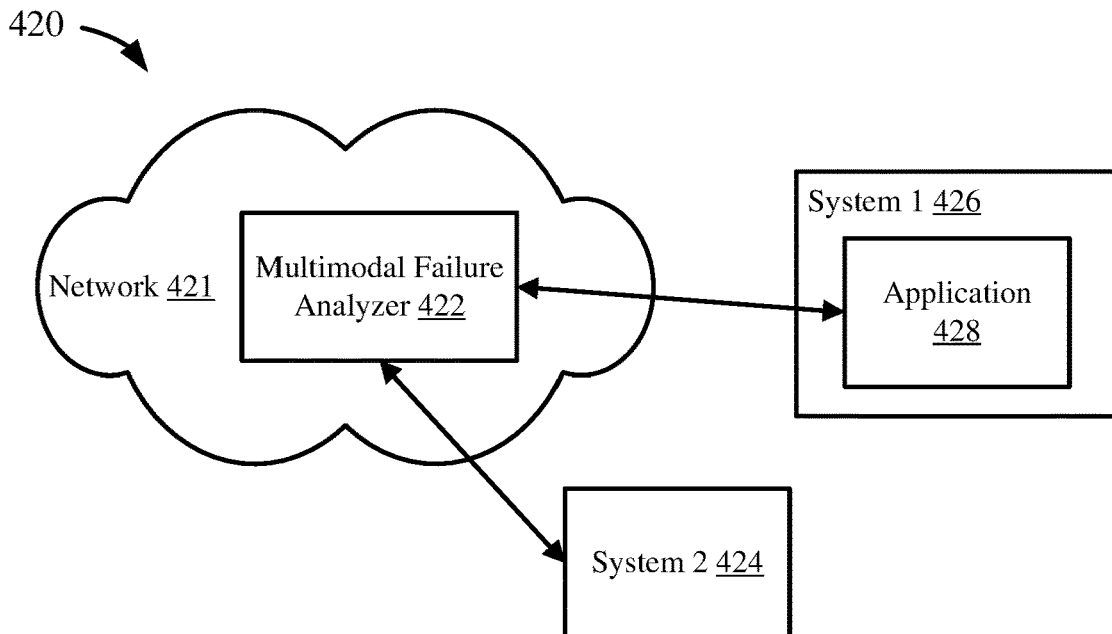 420
System 1 426
Multimodal Failure
Analyzer 422
Network 421
Application
428
System 2 424